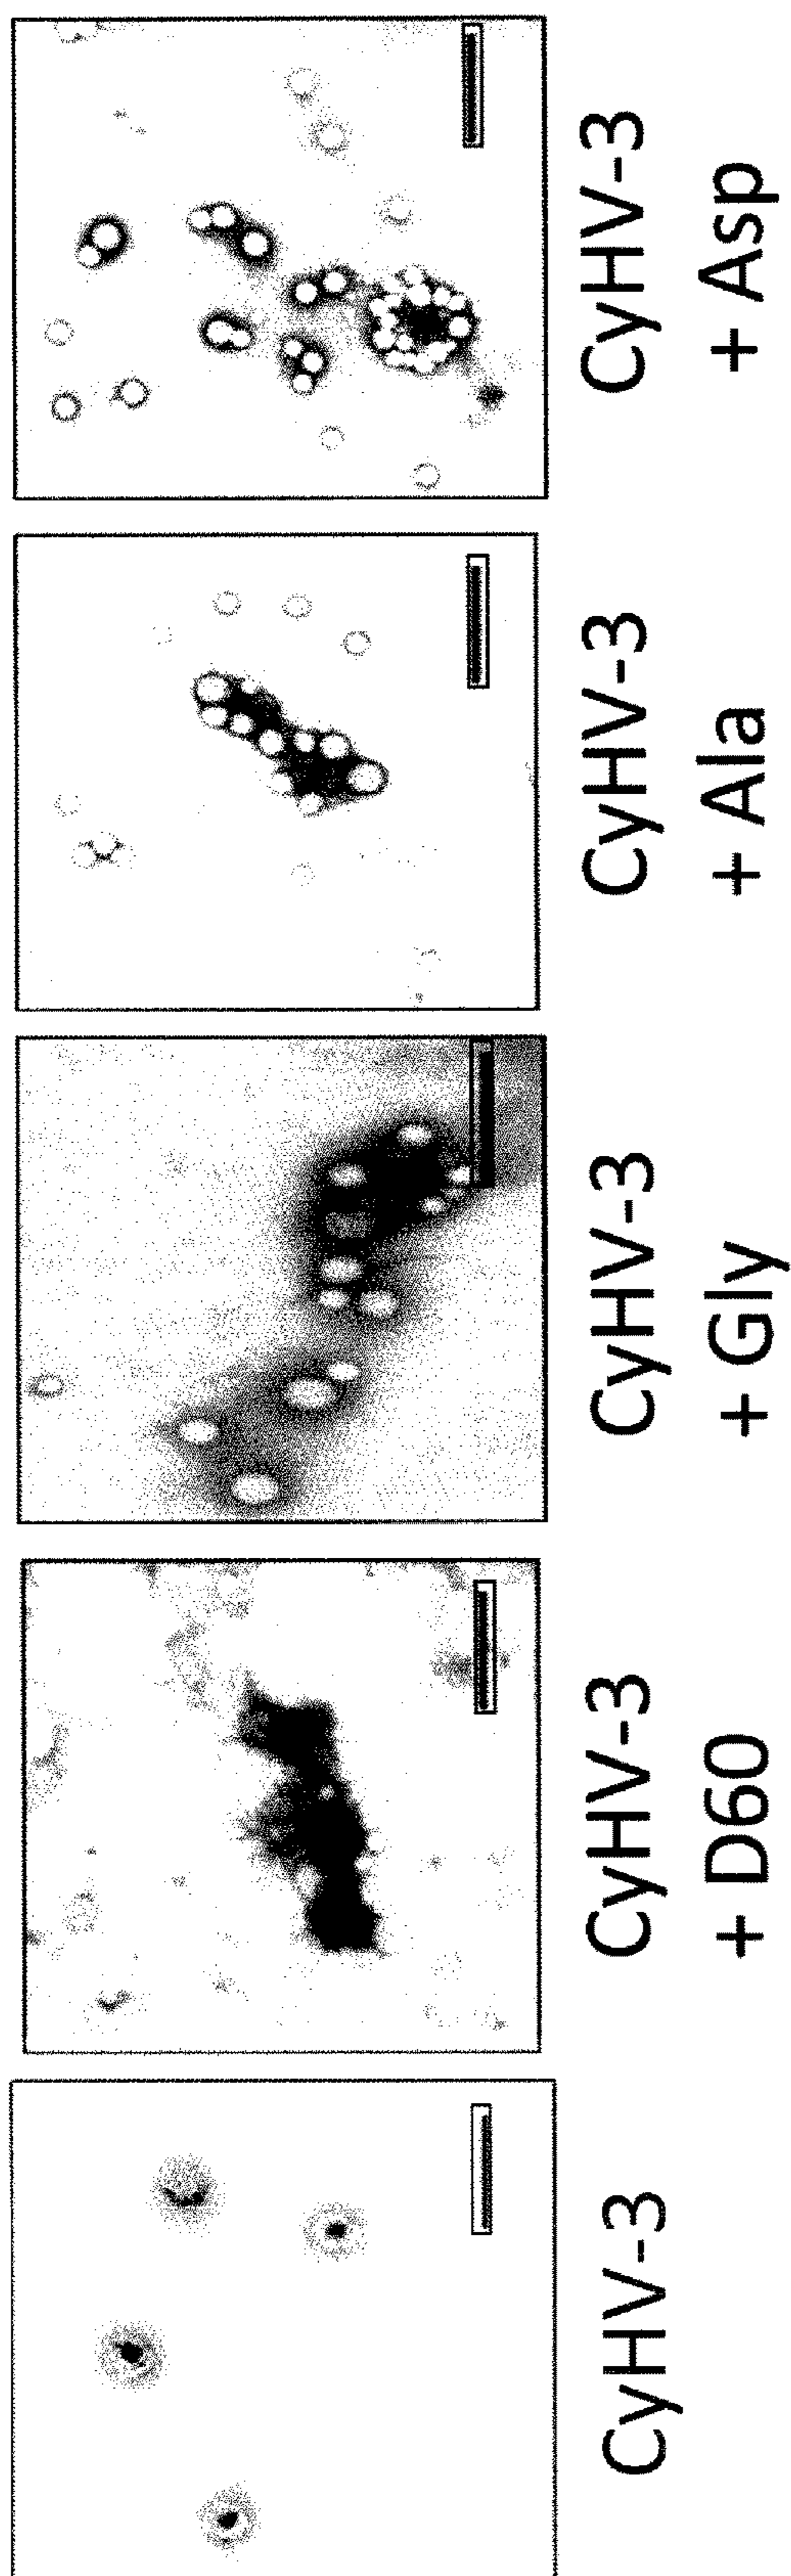 CyHV-3
CyHV-3
+ D60
CyHV-3
+ Gly
CyHV-3
+ Ala
CyHV-3
+ Asp